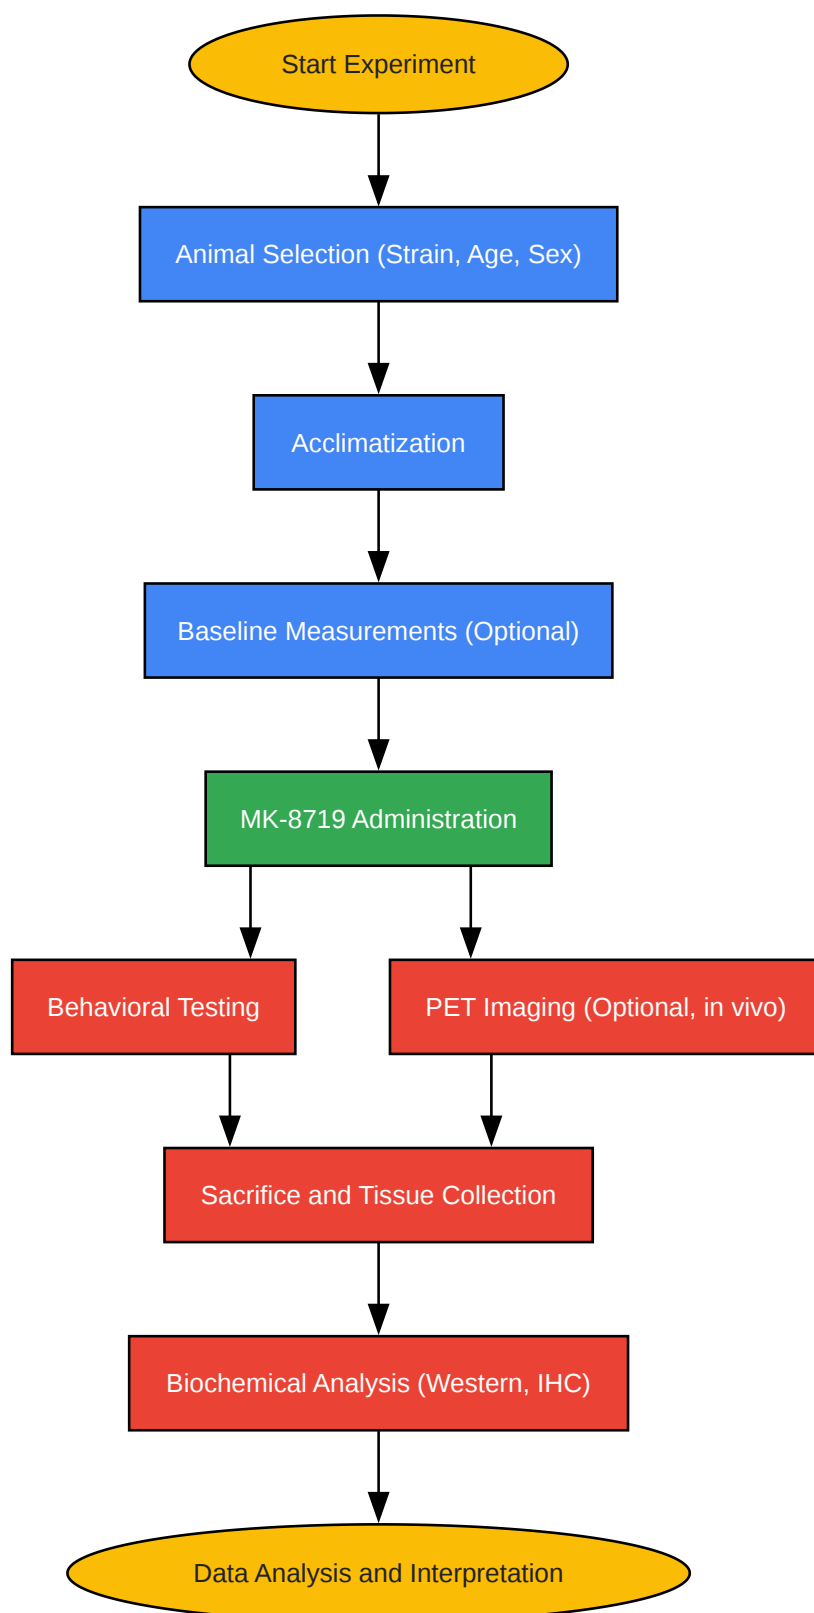 Start Experiment
Animal Selection (Strain, Age, Sex)
Acclimatization
Baseline Measurements (Optional)
MK-8719 Administration
Behavioral Testing
PET Imaging (Optional, in vivo)
Sacrifice and Tissue Collection
Biochemical Analysis (Western, IHC)
Data Analysis and Interpretation